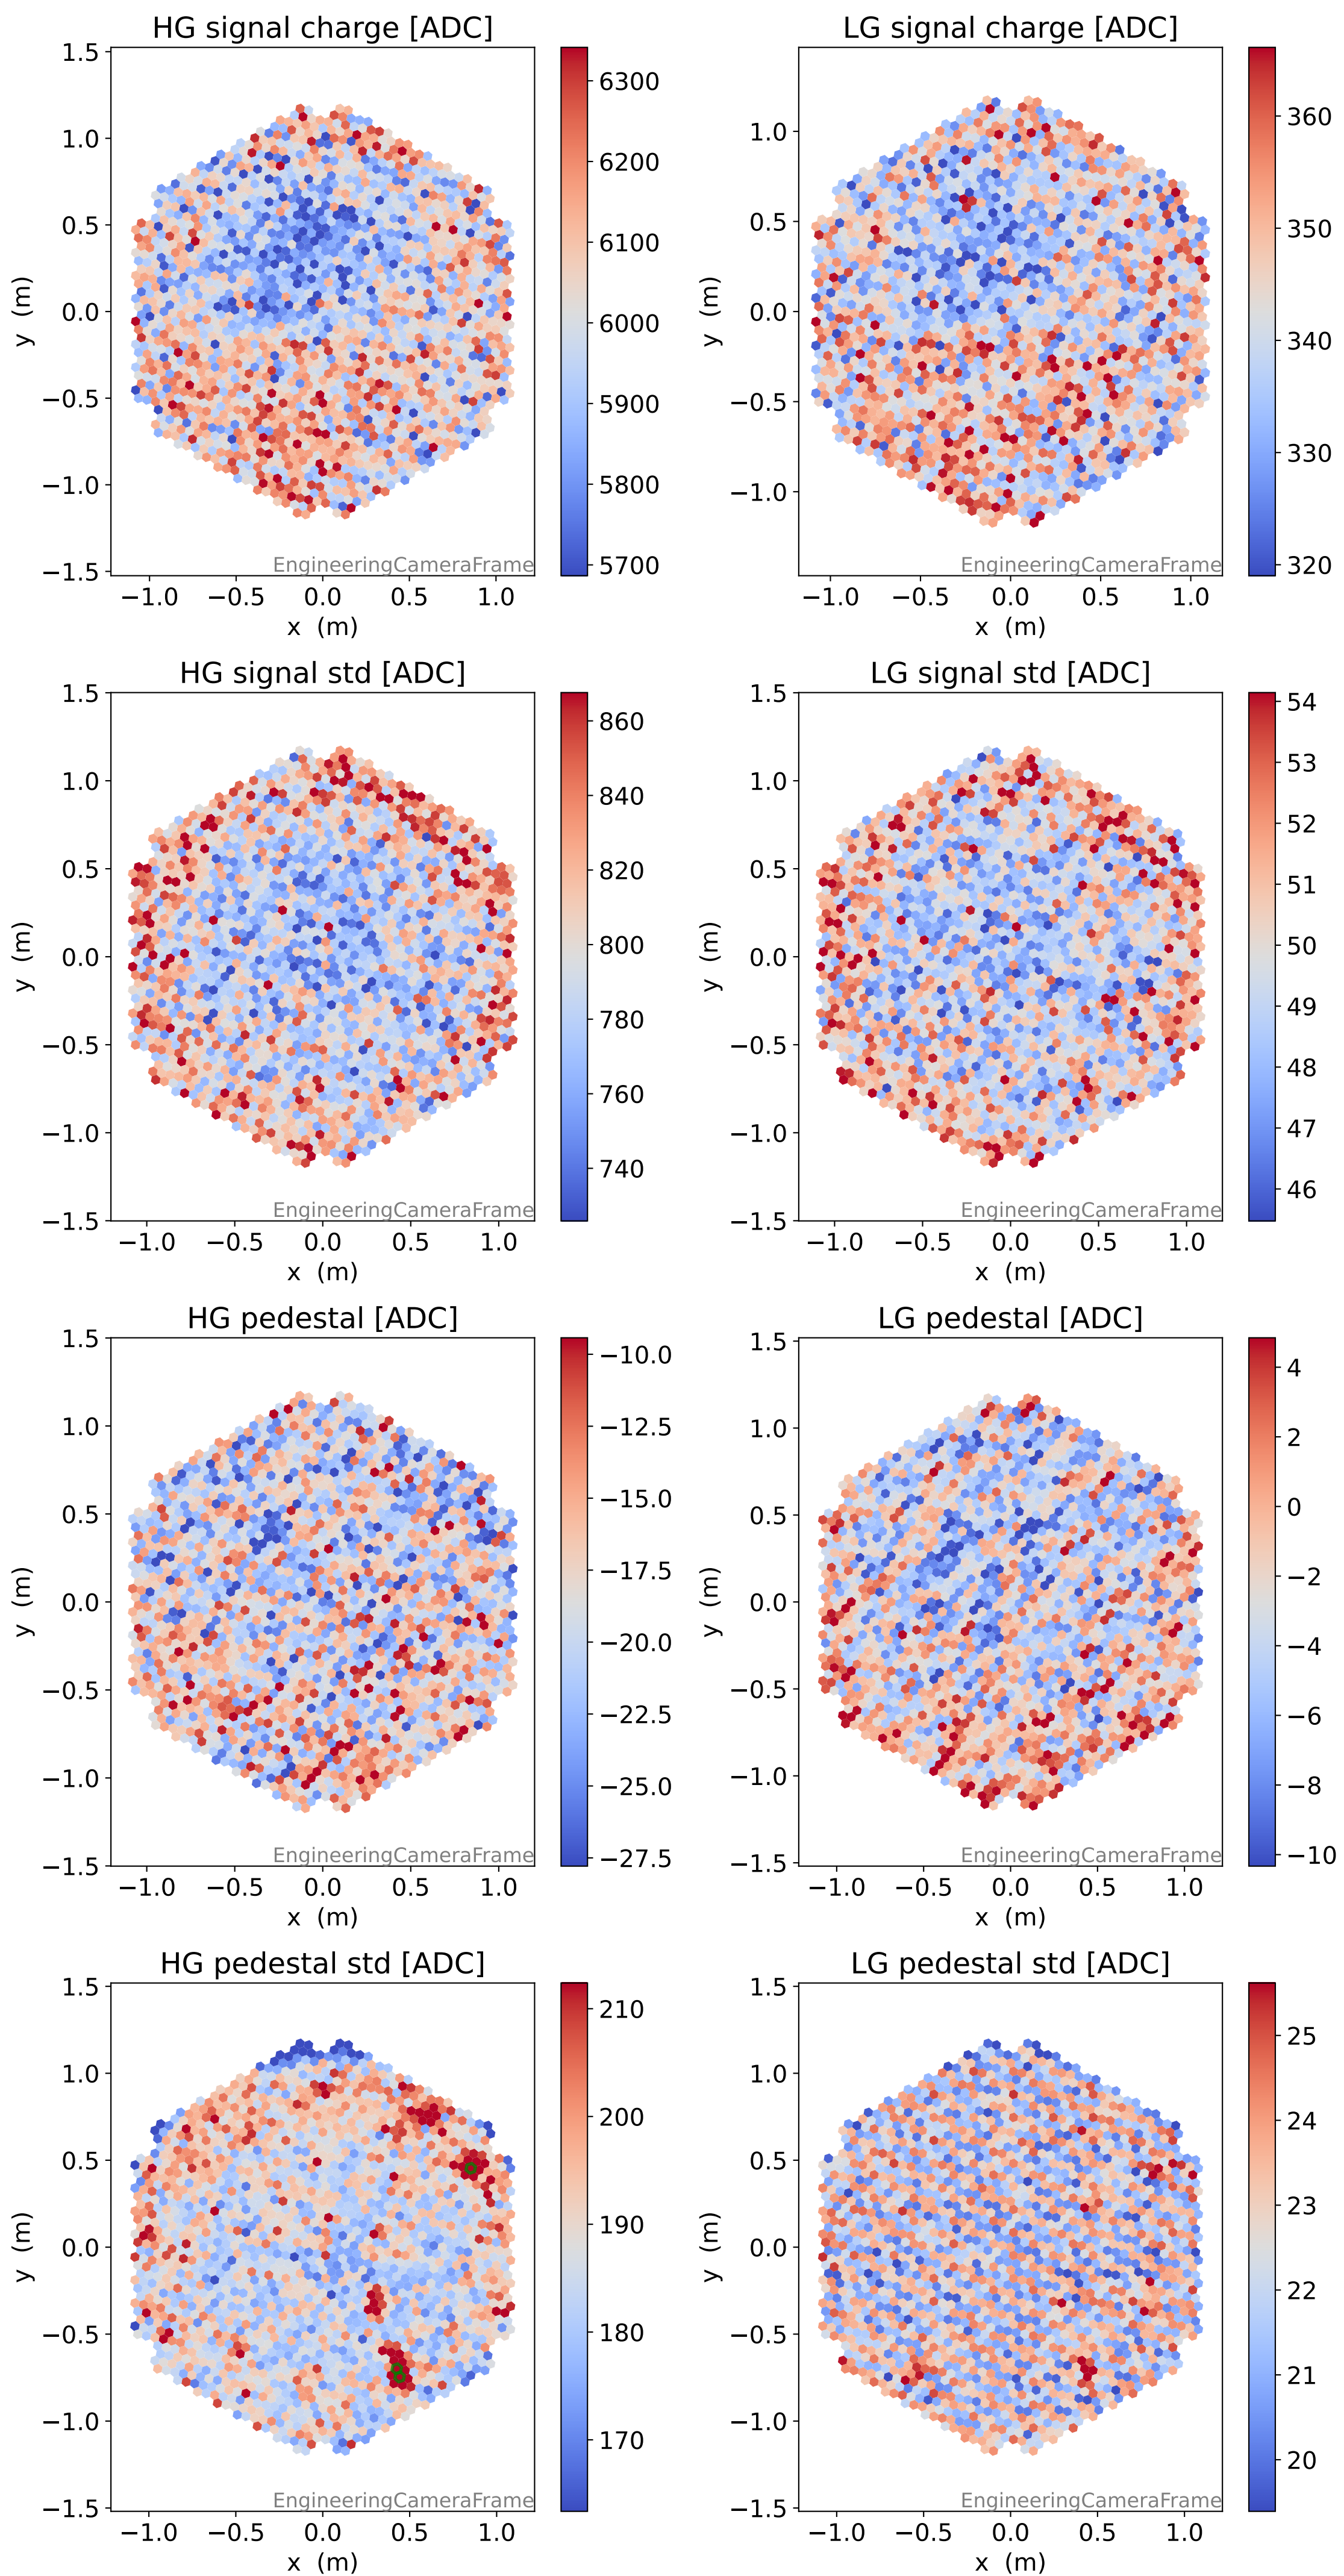 HG signal charge [ADC]
1.5
1.0
0.5
0.0
−0.5
−1.0
−1.5
y (m)
−1.0 −0.5 0.0 0.5 1.0
x (m)
EngineeringCameraFrame
6300
6200
6100
6000
5900
5800
5700
LG signal charge [ADC]
1.0
0.5
0.0
−0.5
−1.0
y (m)
−1.0 −0.5 0.0 0.5 1.0
x (m)
EngineeringCameraFrame
360
350
340
330
320
HG signal std [ADC]
1.5
1.0
0.5
0.0
−0.5
−1.0
−1.5
y (m)
−1.0 −0.5 0.0 0.5 1.0
x (m)
EngineeringCameraFrame
860
840
820
800
780
760
740
LG signal std [ADC]
1.5
1.0
0.5
0.0
−0.5
−1.0
−1.5
y (m)
−1.0 −0.5 0.0 0.5 1.0
x (m)
EngineeringCameraFrame
54
53
52
51
50
49
48
47
46
HG pedestal [ADC]
1.5
1.0
0.5
0.0
−0.5
−1.0
−1.5
y (m)
−1.0 −0.5 0.0 0.5 1.0
x (m)
EngineeringCameraFrame
−10.0
−12.5
−15.0
−17.5
−20.0
−22.5
−25.0
−27.5
LG pedestal [ADC]
1.5
1.0
0.5
0.0
−0.5
−1.0
−1.5
y (m)
−1.0 −0.5 0.0 0.5 1.0
x (m)
EngineeringCameraFrame
4
2
0
−2
−4
−6
−8
−10
HG pedestal std [ADC]
1.5
1.0
0.5
0.0
−0.5
−1.0
−1.5
y (m)
−1.0 −0.5 0.0 0.5 1.0
x (m)
EngineeringCameraFrame
210
200
190
180
170
LG pedestal std [ADC]
1.5
1.0
0.5
0.0
−0.5
−1.0
−1.5
y (m)
−1.0 −0.5 0.0 0.5 1.0
x (m)
EngineeringCameraFrame
25
24
23
22
21
20